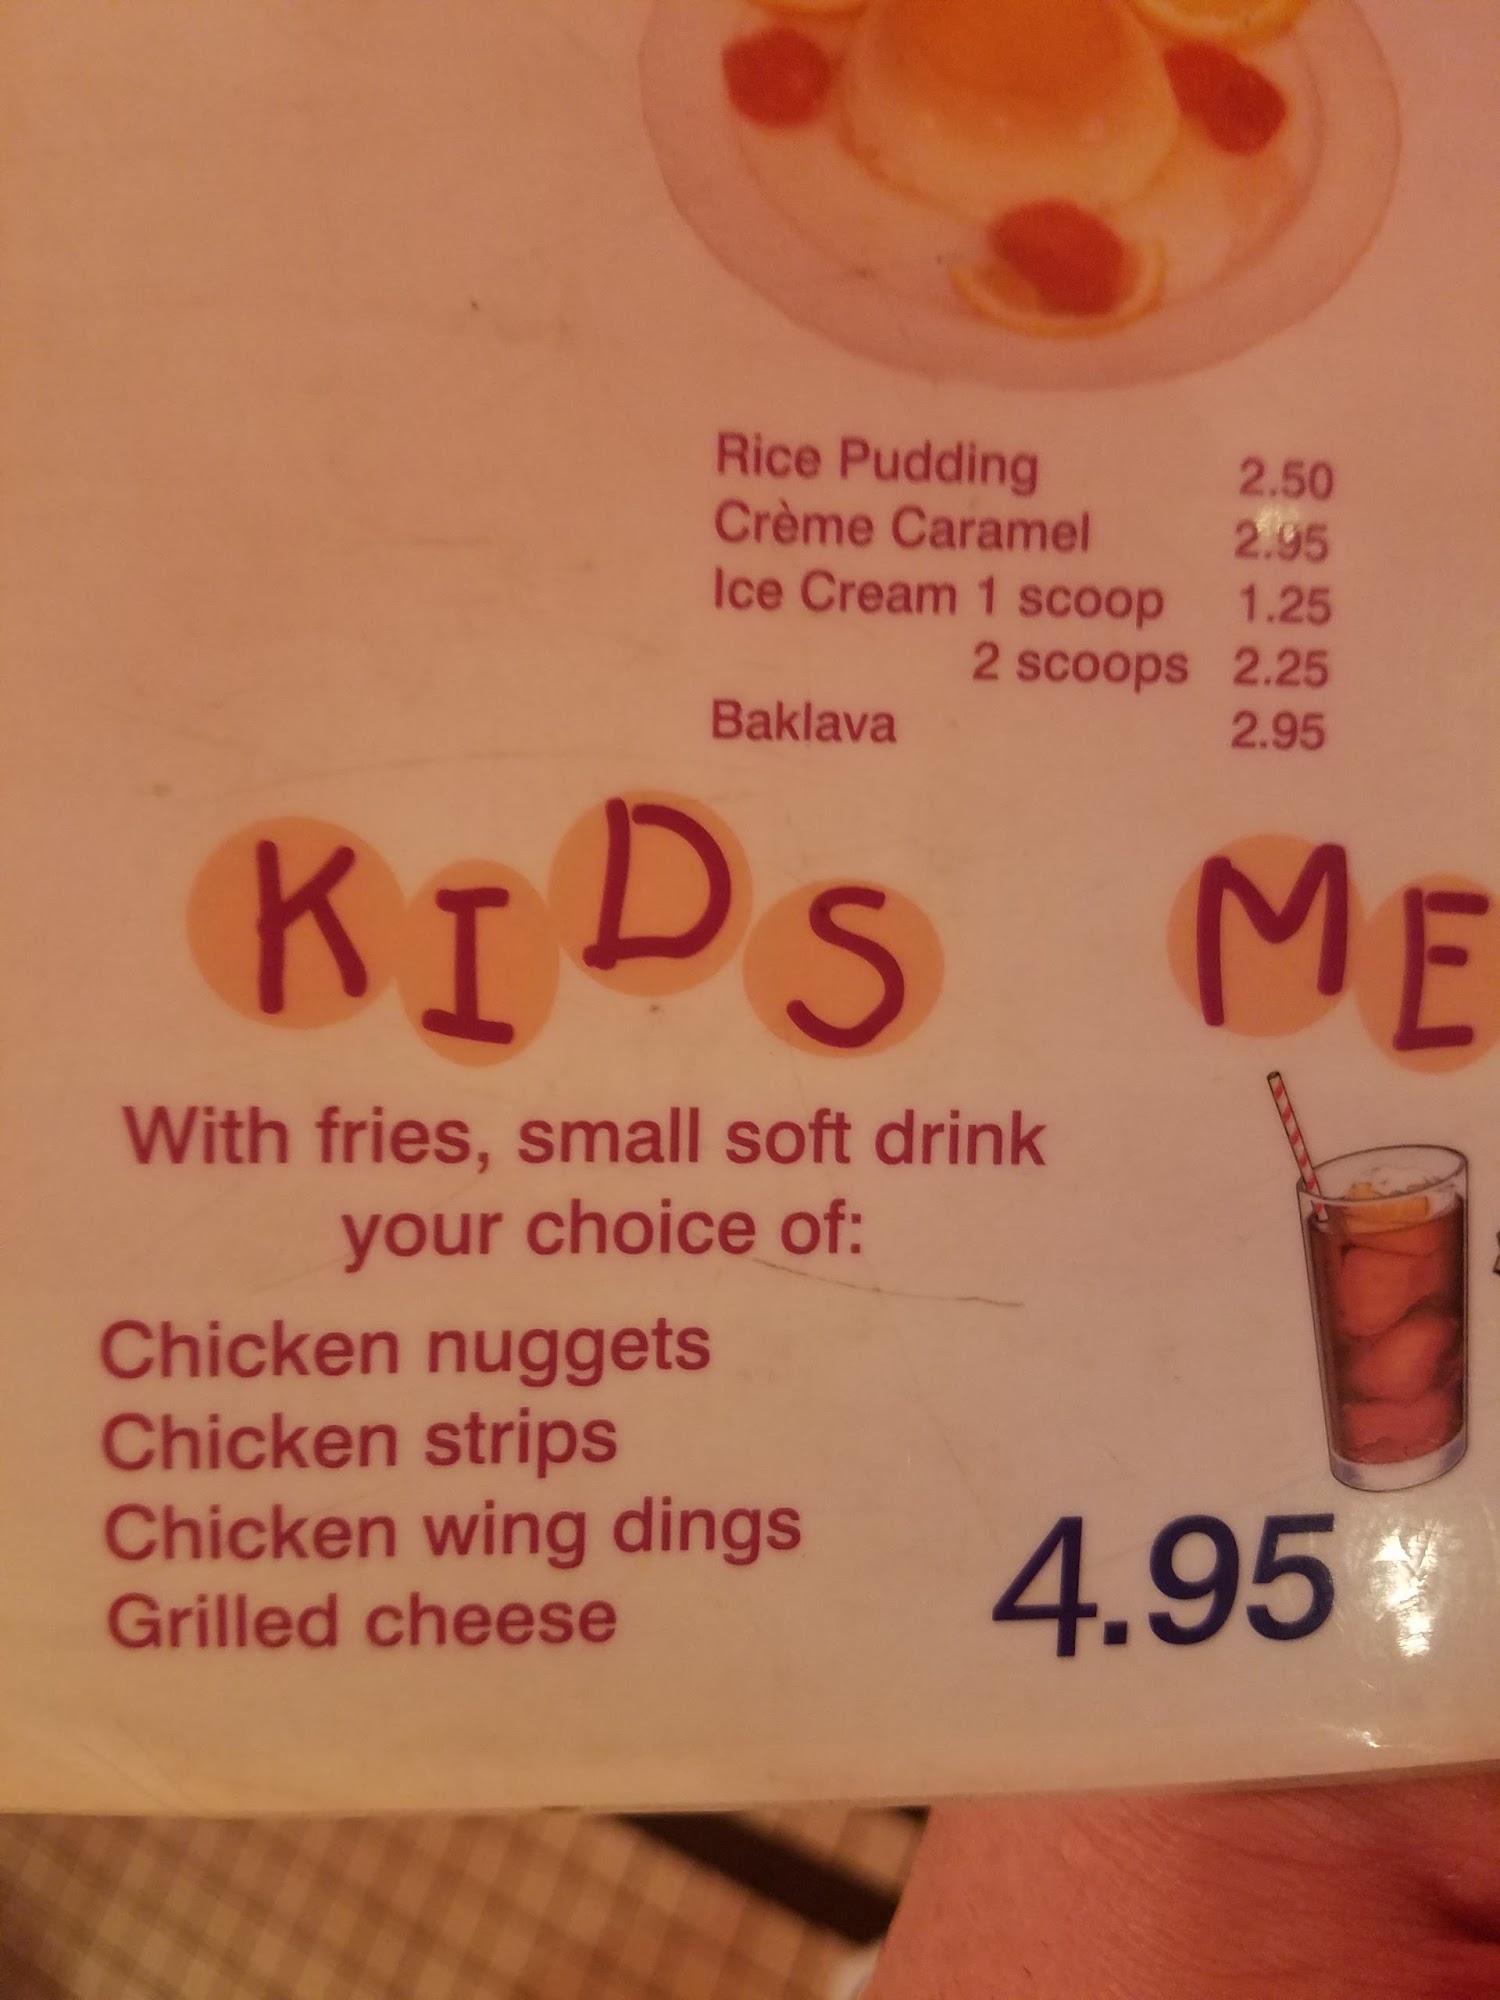 Rice Pudding 2.50
Crème Caramel 2.95
Ice Cream 1 scoop 1.25
2 scoops 2.25
Baklava 2.95
KIDS ME
With fries, small soft drink
your choice of:
Chicken nuggets
Chicken strips
Chicken wing dings
Grilled cheese
4.95